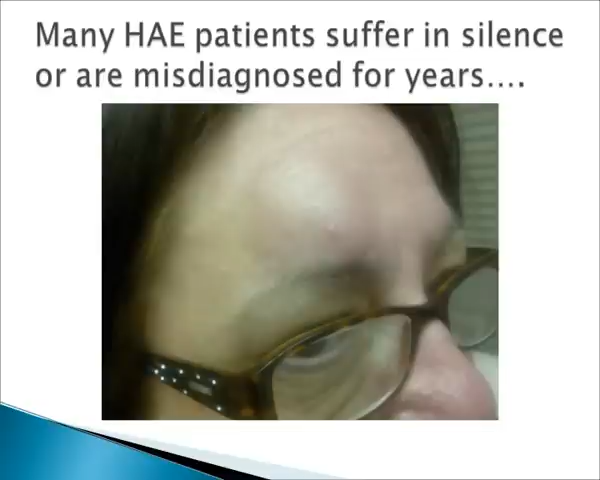 Many HAE patients suffer in silence
or are misdiagnosed for years....